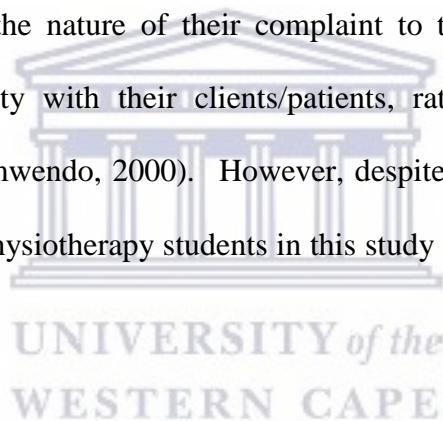 the nature of their complaint to t
ty with their clients/patients, rat
nwendo, 2000). However, despite
hysiotherapy students in this study
UNIVERSITY of the
WESTERN CAPE